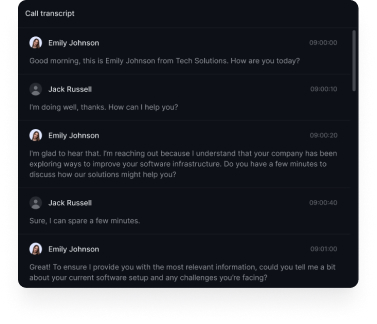 Call transcript
Emily Johnson 09:00:00
Good morning, this is Emily Johnson from Tech Solutions. How are you today?
Jack Russell 09:00:10
I'm doing well, thanks. How can I help you?
Emily Johnson 09:00:20
I'm glad to hear that. I'm reaching out because I understand that your company has been
exploring ways to improve your software infrastructure. Do you have a few minutes to
discuss how our solutions might help you?
Jack Russell 09:00:40
Sure, I can spare a few minutes.
Emily Johnson 09:01:00
Great! To ensure I provide you with the most relevant information, could you tell me a bit
about your current software setup and any challenges you're facing?